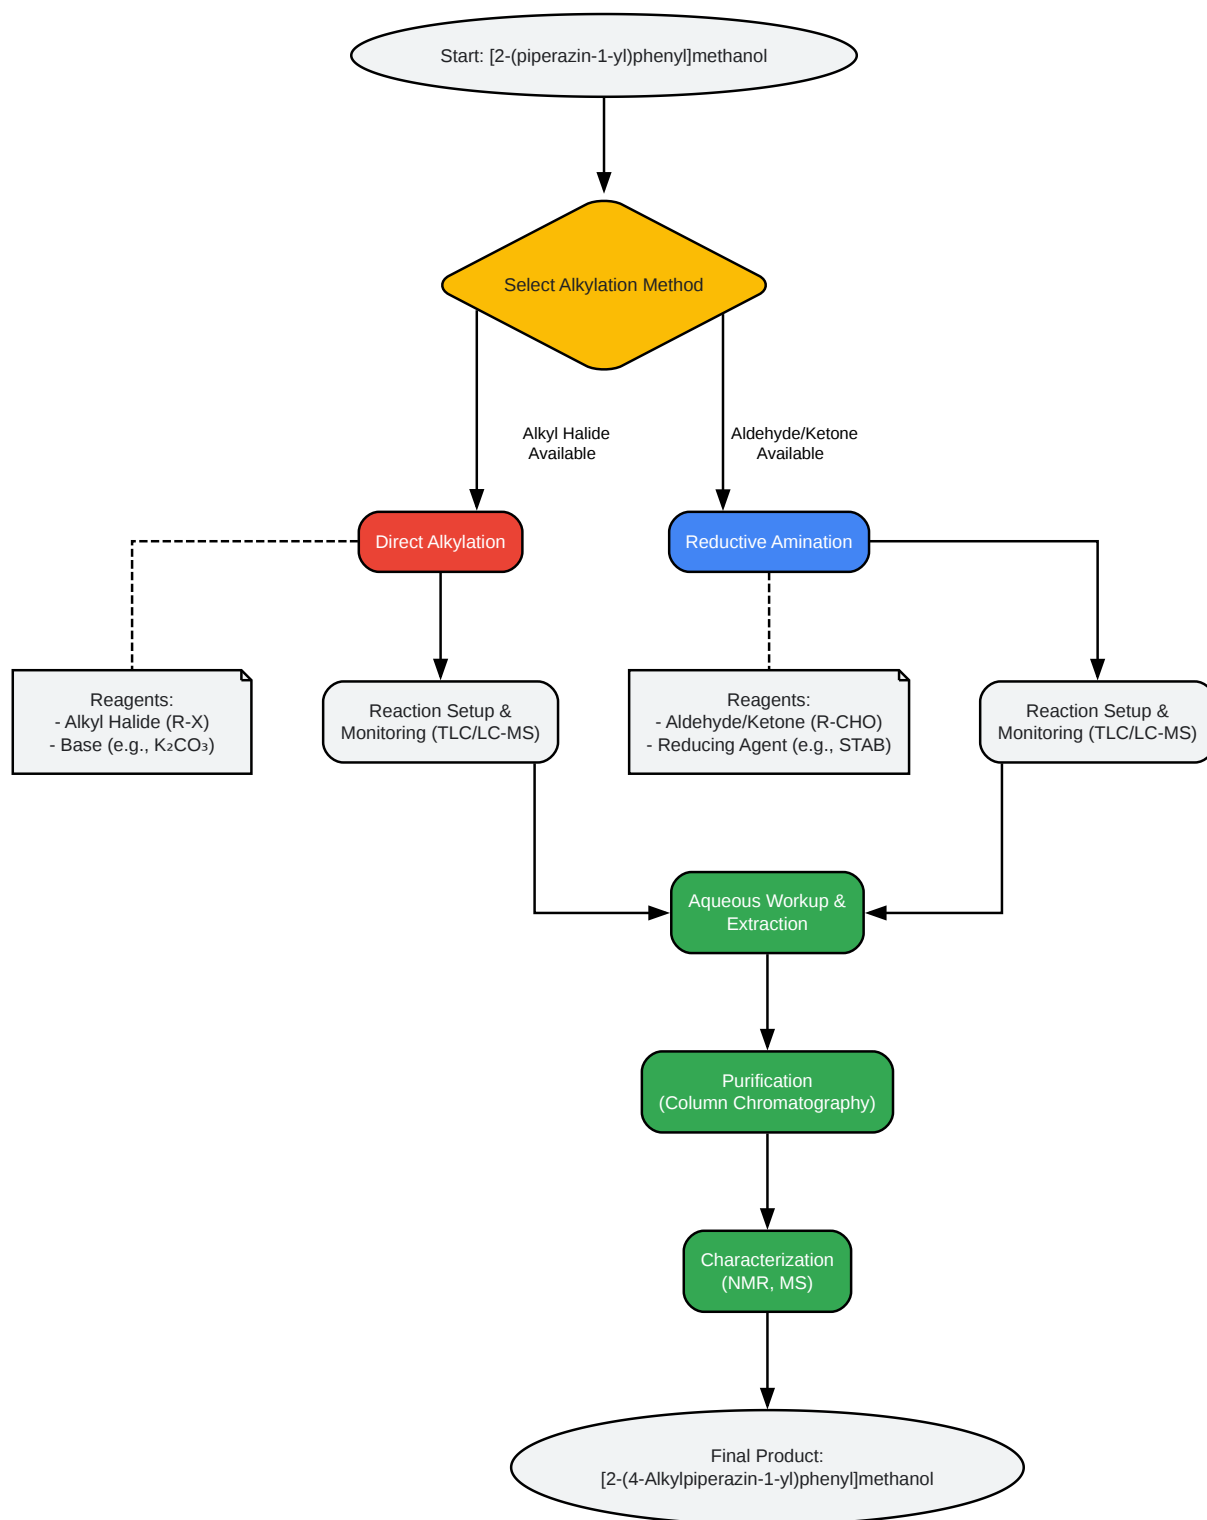 Start: [2-(piperazin-1-yl)phenyl]methanol
Select Alkylation Method
Alkyl Halide
Available
Aldehyde/Ketone
Available
Direct Alkylation
Reductive Amination
Reagents:
- Alkyl Halide (R-X)
- Base (e.g., K₂CO₃)
Reaction Setup &
Monitoring (TLC/LC-MS)
Reagents:
- Aldehyde/Ketone (R-CHO)
- Reducing Agent (e.g., STAB)
Reaction Setup &
Monitoring (TLC/LC-MS)
Aqueous Workup &
Extraction
Purification
(Column Chromatography)
Characterization
(NMR, MS)
Final Product:
[2-(4-Alkylpiperazin-1-yl)phenyl]methanol